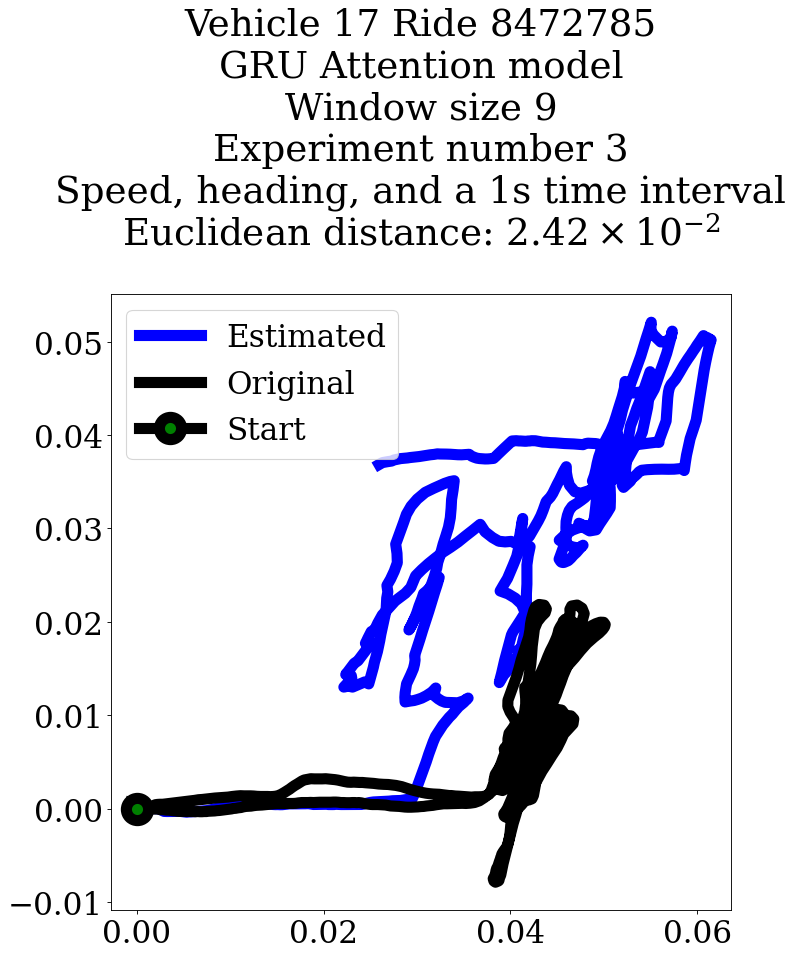 Vehicle 17 Ride 8472785
GRU Attention model
Window size 9
Experiment number 3
Speed, heading, and a 1s time interval
Euclidean distance: 2.42 × 10⁻²
Estimated
Original
Start
0.05
0.04
0.03
0.02
0.01
0.00
−0.01
0.00 0.02 0.04 0.06